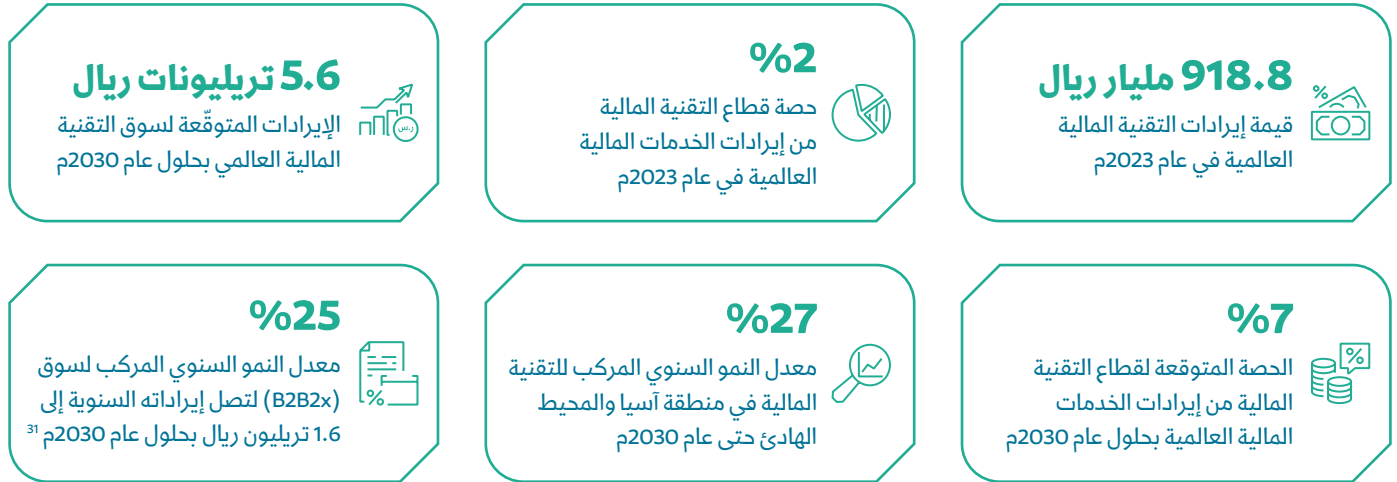 918.8 مليار ريال
قيمة إيرادات التقنية المالية
العالمية في عام 2023م
%2
حصة قطاع التقنية المالية
من إيرادات الخدمات المالية
العالمية في عام 2023م
5.6 تريليونات ريال
الإيرادات المتوقّعة لسوق التقنية
المالية العالمي بحلول عام 2030م
%
ر.س
%7
الحصة المتوقعة لقطاع التقنية
المالية من إيرادات الخدمات
المالية العالمية بحلول عام 2030م
%
%27
معدل النمو السنوي المركب للتقنية
المالية في منطقة آسيا والمحيط
الهادئ حتى عام 2030م
%25
معدل النمو السنوي المركب لسوق
(B2B2x) لتصل إيراداته السنوية إلى
1.6 تريليون ريال بحلول عام 2030م 31
%